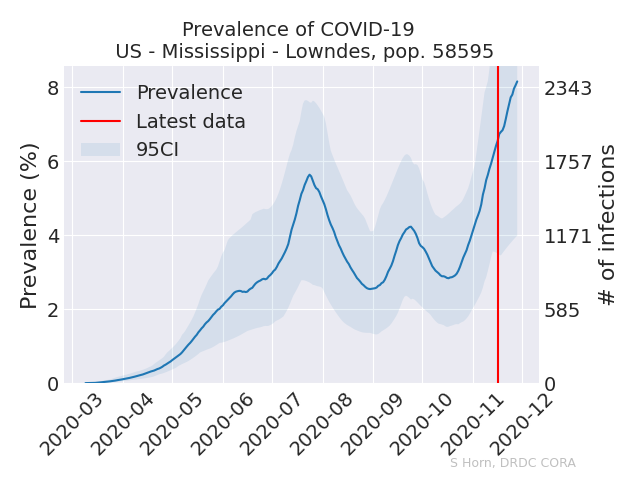 Prevalence of COVID-19
US - Mississippi - Lowndes, pop. 58595
Prevalence
Latest data
95CI
Prevalence (%)
8
6
4
2
0
2343
1757
1171
585
0
# of infections
2020-03
2020-04
2020-05
2020-06
2020-07
2020-08
2020-09
2020-10
2020-11
2020-12
S Horn, DRDC CORA